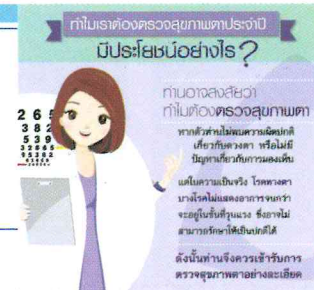 ทำไมเราต้องตรวจสุขภาพตาประจำปี
มีประโยชน์อย่างไร?
ท่านอาจสงสัยว่า
ทำไมต้องตรวจสุขภาพตา
หากตัวท่านไม่พบความผิดปกติ
เกี่ยวกับดวงตา หรือไม่มี
ปัญหาเกี่ยวกับการมองเห็น
แต่ในความเป็นจริง โรคทางตา
บางโรคไม่แสดงอาการจนกว่า
จะอยู่ในขั้นที่รุนแรง ซึ่งอาจไม่
สามารถรักษาให้เป็นปกติได้
ดังนั้นท่านจึงควรเข้ารับการ
ตรวจสุขภาพตาอย่างละเอียด
2 6
3 8 2
5 3 9